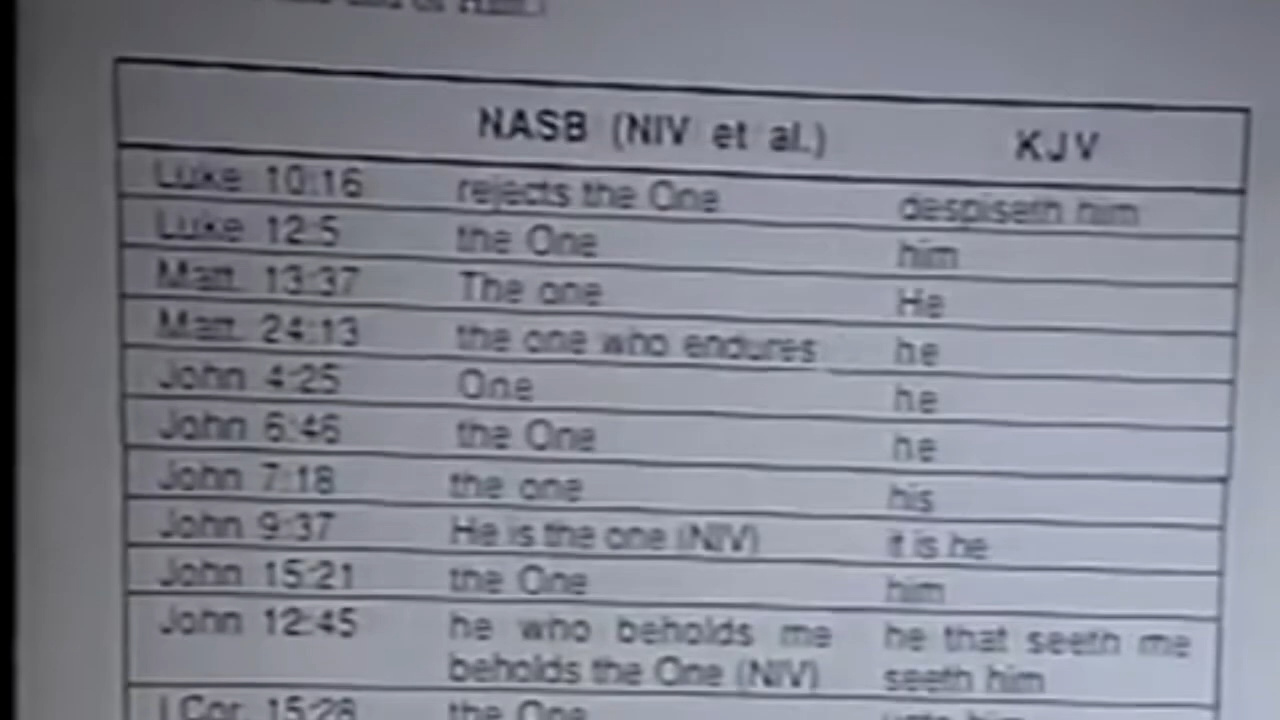 NASB (NIV et al.) KJV
Luke 10:16 rejects the One despiseth him
Luke 12:5 the One him
Matt. 13:37 The one He
Matt. 24:13 the one who endures he
John 4:25 One he
John 6:46 the One he
John 7:18 the one his
John 9:37 He is the one (NIV) it is he
John 15:21 the One him
John 12:45 he who beholds me he that seeth me
beholds the One (NIV) seeth him
I Cor. 15:28 the One